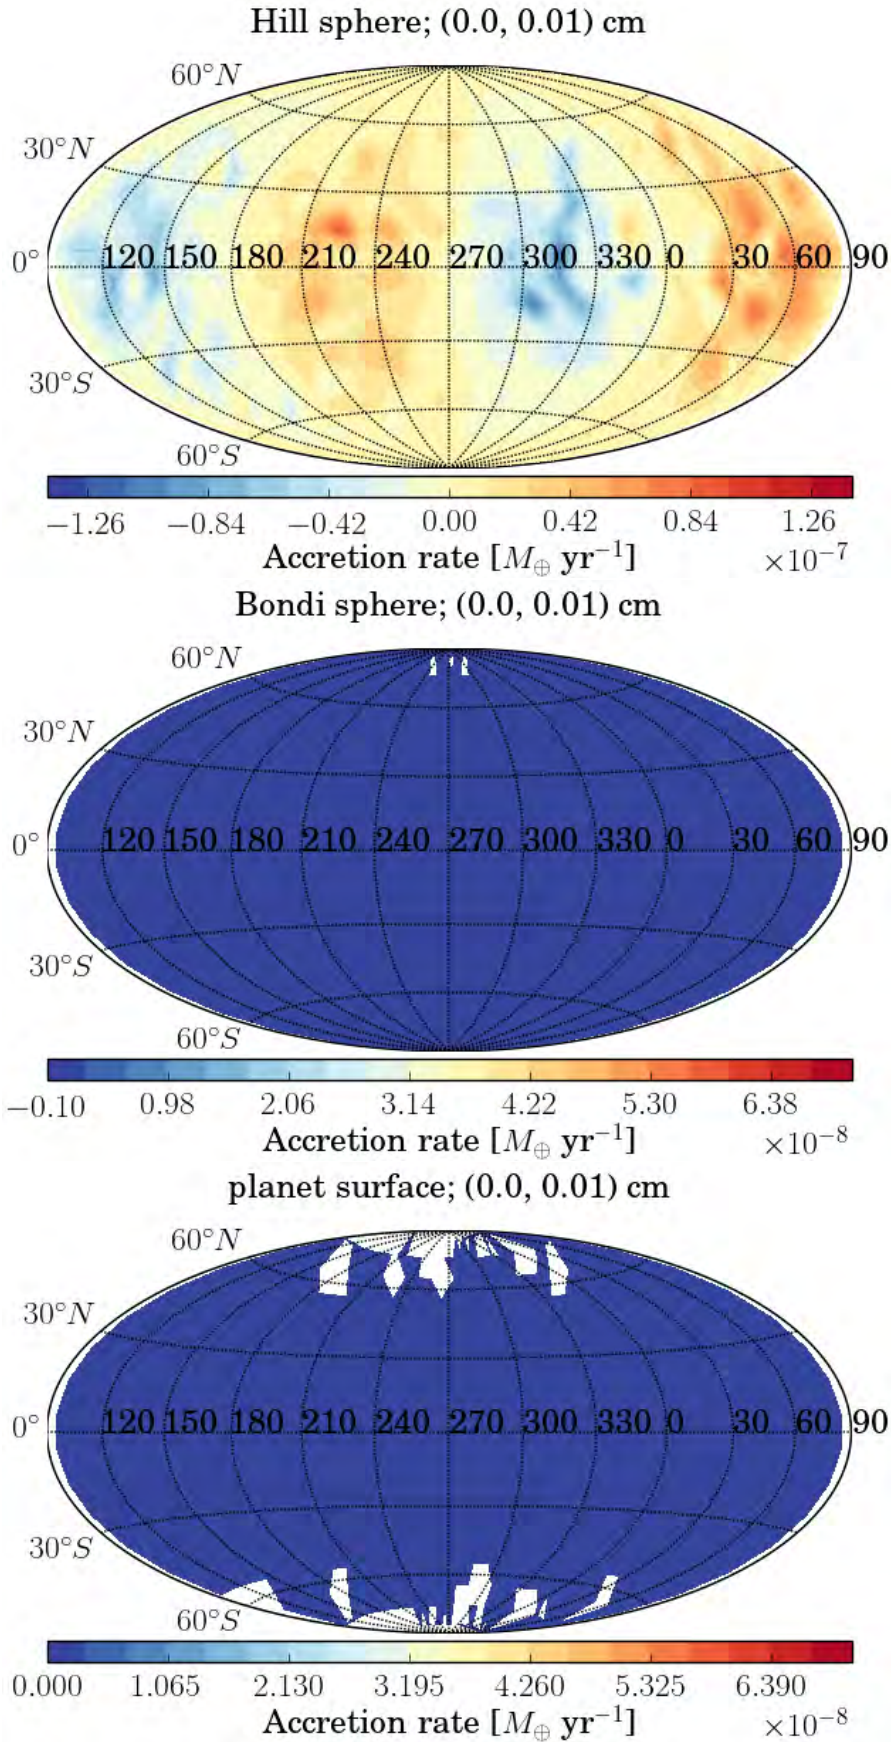 Hill sphere; (0.0, 0.01) cm
60°N
30°N
0° 120 150 180 210 240 270 300 330 0 30 60 90
30°S
60°S
−1.26 −0.84 −0.42 0.00 0.42 0.84 1.26
Accretion rate [M⊕ yr⁻¹] ×10⁻⁷
Bondi sphere; (0.0, 0.01) cm
60°N
30°N
0° 120 150 180 210 240 270 300 330 0 30 60 90
30°S
60°S
−0.10 0.98 2.06 3.14 4.22 5.30 6.38
Accretion rate [M⊕ yr⁻¹] ×10⁻⁸
planet surface; (0.0, 0.01) cm
60°N
30°N
0° 120 150 180 210 240 270 300 330 0 30 60 90
30°S
60°S
0.000 1.065 2.130 3.195 4.260 5.325 6.390
Accretion rate [M⊕ yr⁻¹] ×10⁻⁸